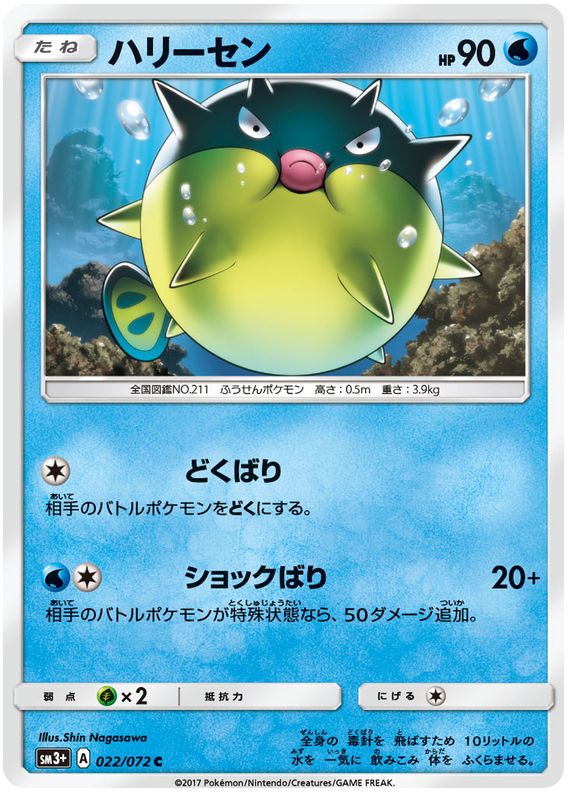 たね ハリーセン HP90
全国図鑑NO.211 ふうせんポケモン 高さ:0.5m 重さ:3.9kg
どくばり
相手のバトルポケモンをどくにする。
ショックばり 20+
相手のバトルポケモンが特殊状態なら、50ダメージ追加。
弱点 ×2 抵抗力 にげる
Illus.Shin Nagasawa
全身の 毒針を 飛ばすため 10リットルの
水を 一気に 飲みこみ 体を ふくらませる。
SM3+ A 022/072 C
©2017 Pokémon/Nintendo/Creatures/GAME FREAK.